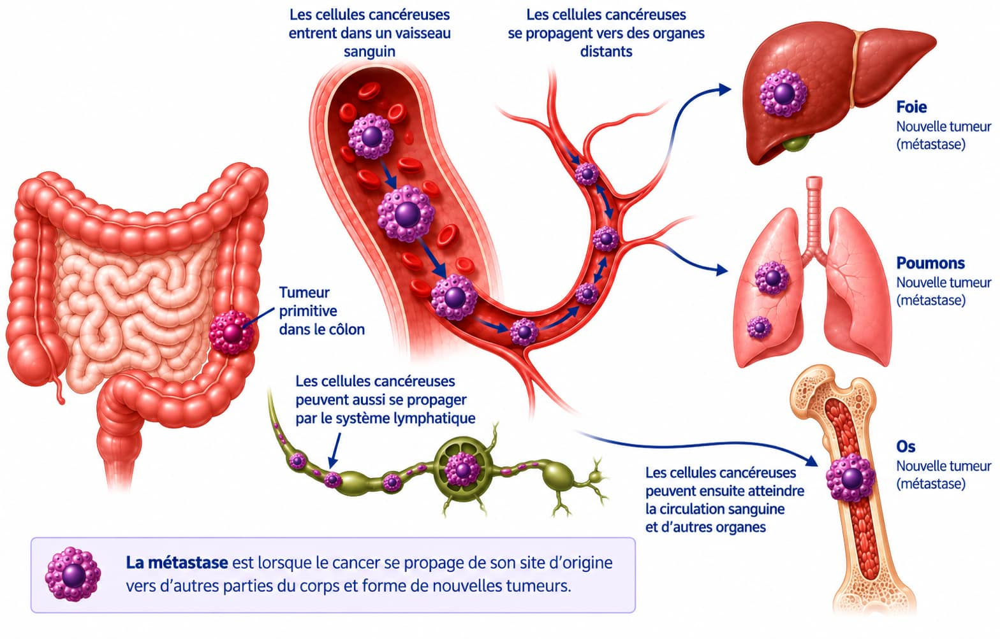 Les cellules cancéreuses
entrent dans un vaisseau
sanguin
Les cellules cancéreuses
se propagent vers des organes
distants
Foie
Nouvelle tumeur
(métastase)
Poumons
Nouvelle tumeur
(métastase)
Tumeur
primitive
dans le côlon
Les cellules cancéreuses
peuvent aussi se propager
par le système lymphatique
Os
Nouvelle tumeur
(métastase)
Les cellules cancéreuses
peuvent ensuite atteindre
la circulation sanguine
et d’autres organes
La métastase est lorsque le cancer se propage de son site d’origine
vers d’autres parties du corps et forme de nouvelles tumeurs.